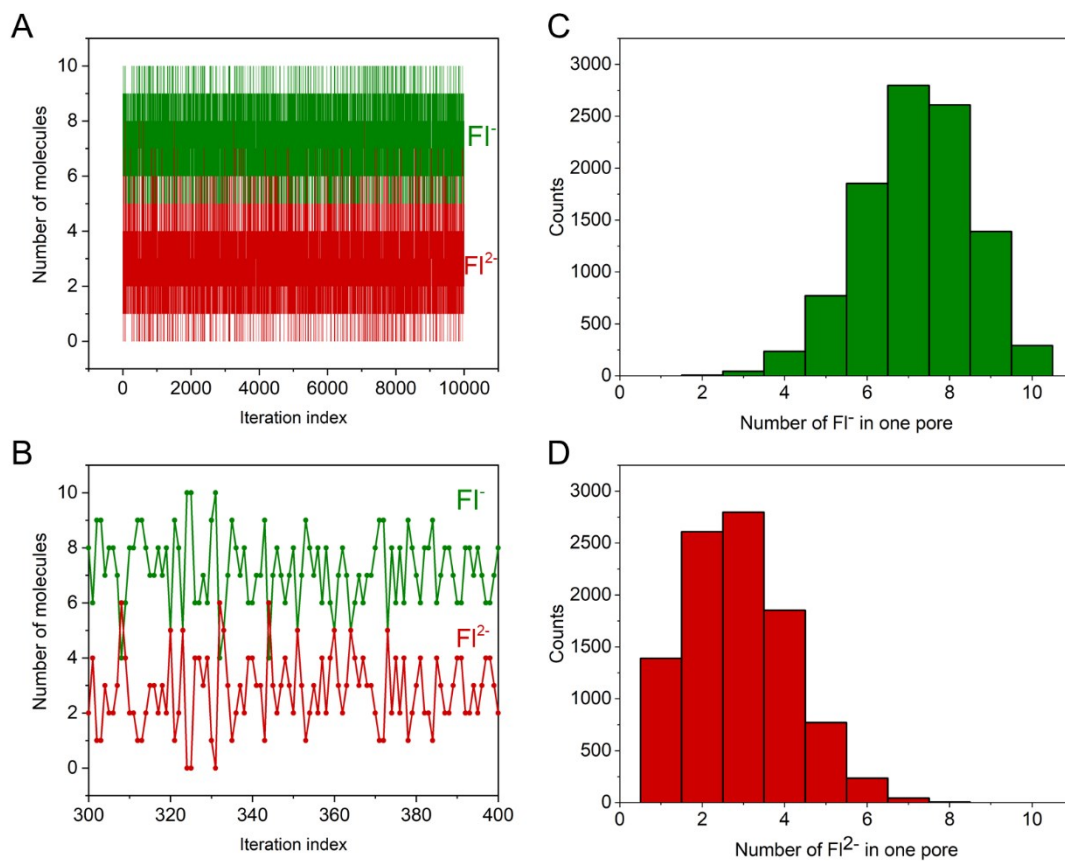 A
Number of molecules
10
8
6
4
2
0
Fl⁻
Fl²⁻
0 2000 4000 6000 8000 10000
Iteration index
C
Counts
3000
2500
2000
1500
1000
500
0
0 2 4 6 8 10
Number of Fl⁻ in one pore
B
Number of molecules
10
8
6
4
2
0
Fl⁻
Fl²⁻
300 320 340 360 380 400
Iteration index
D
Counts
3000
2500
2000
1500
1000
500
0
0 2 4 6 8 10
Number of Fl²⁻ in one pore